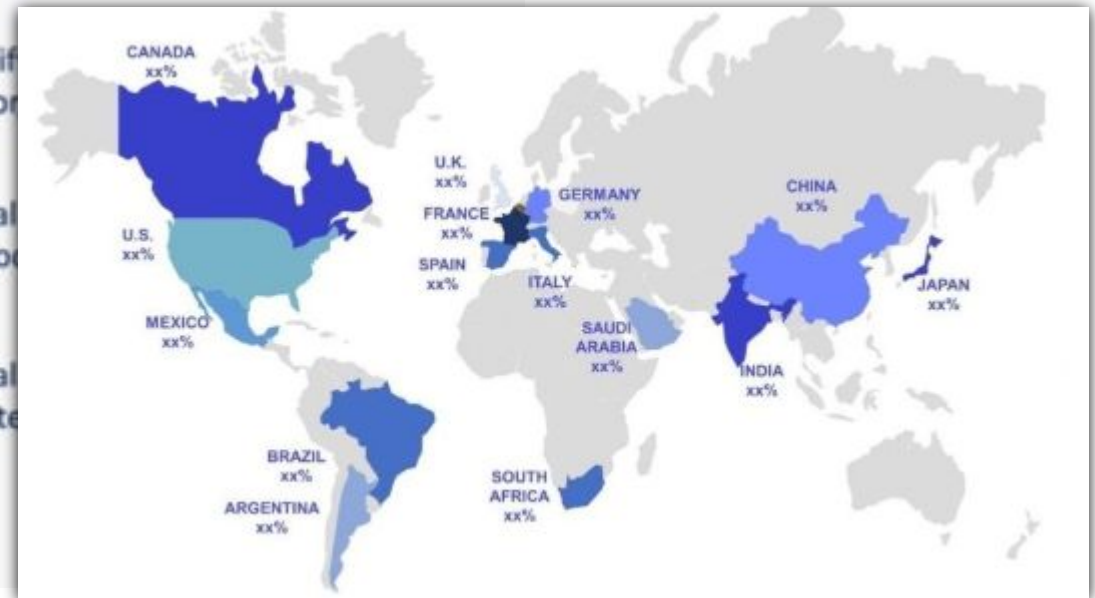 CANADA
xx%
U.K.
xx%
GERMANY
xx%
CHINA
xx%
FRANCE
xx%
U.S.
xx%
SPAIN
xx%
ITALY
xx%
JAPAN
xx%
MEXICO
xx%
SAUDI
ARABIA
xx%
INDIA
xx%
BRAZIL
xx%
SOUTH
AFRICA
xx%
ARGENTINA
xx%